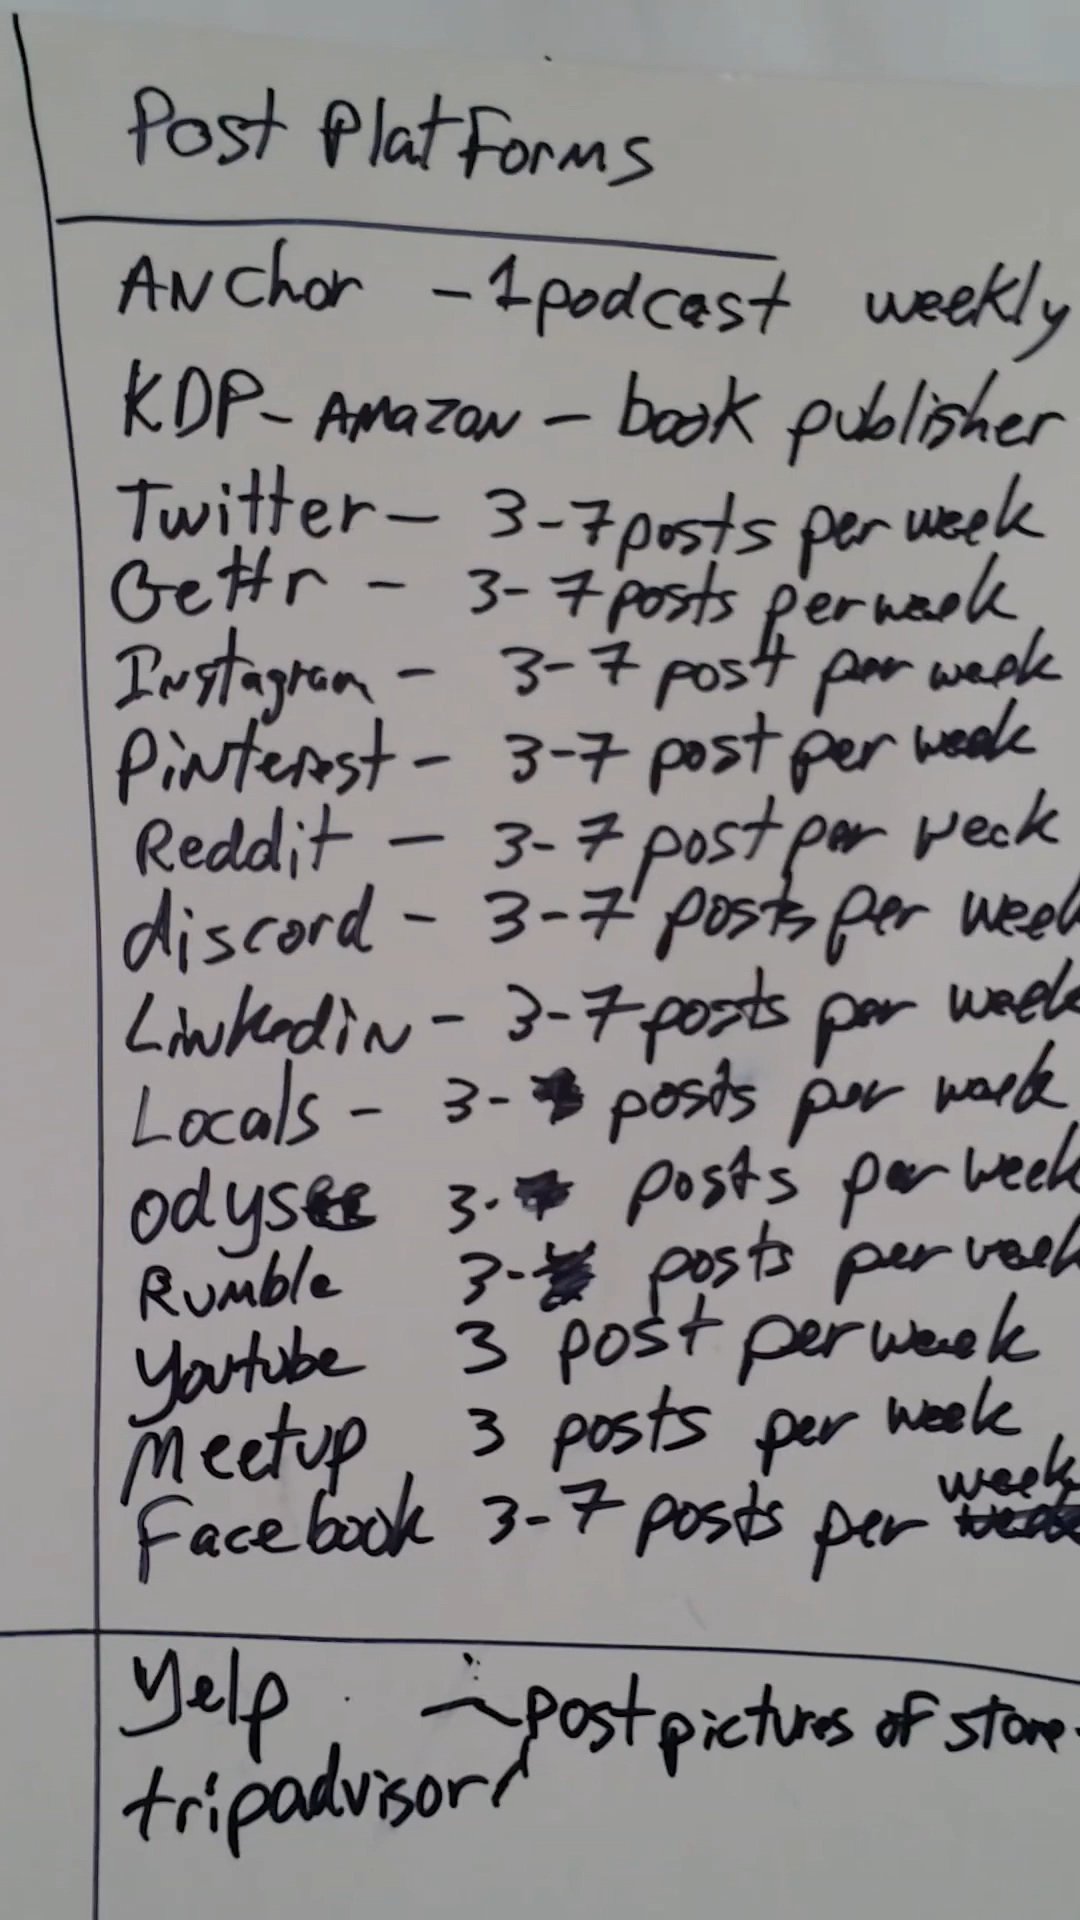 Post Platforms
Anchor - 1 podcast weekly
KDP - Amazon - book publisher
Twitter - 3-7 posts per week
Gettr - 3-7 posts per week
Instagram - 3-7 post per week
Pinterest - 3-7 post per week
Reddit - 3-7 post per week
discord - 3-7 posts per week
Linkedin - 3-7 posts per week
Locals - 3- posts per week
odysee 3- posts per week
Rumble 3- posts per week
Youtube 3 post per week
Meetup 3 posts per week
Facebook 3-7 posts per week
Yelp - post pictures of store
tripadvisor